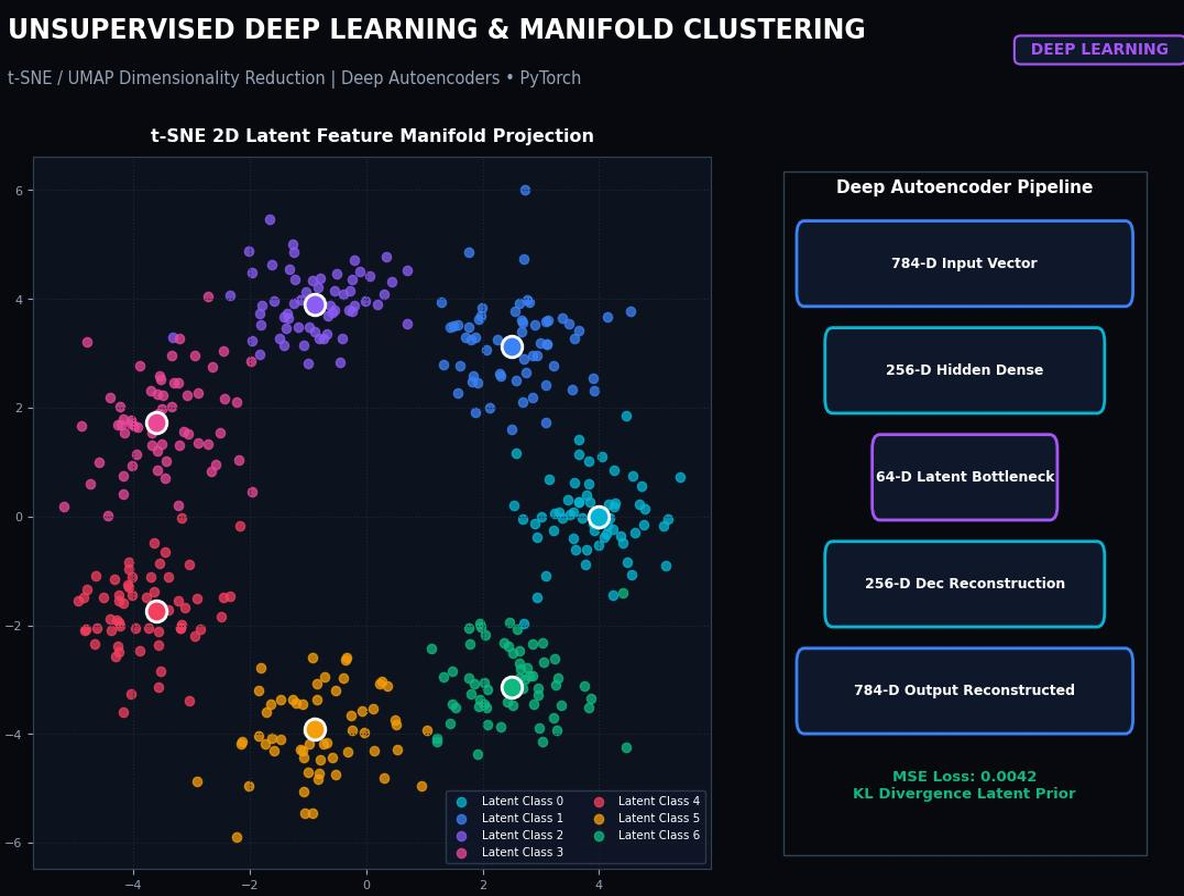 UNSUPERVISED DEEP LEARNING & MANIFOLD CLUSTERING
DEEP LEARNING
t-SNE / UMAP Dimensionality Reduction | Deep Autoencoders • PyTorch
t-SNE 2D Latent Feature Manifold Projection
6
4
2
0
−2
−4
−6
−4
−2
0
2
4
Latent Class 0
Latent Class 1
Latent Class 2
Latent Class 3
Latent Class 4
Latent Class 5
Latent Class 6
Deep Autoencoder Pipeline
784-D Input Vector
256-D Hidden Dense
64-D Latent Bottleneck
256-D Dec Reconstruction
784-D Output Reconstructed
MSE Loss: 0.0042
KL Divergence Latent Prior